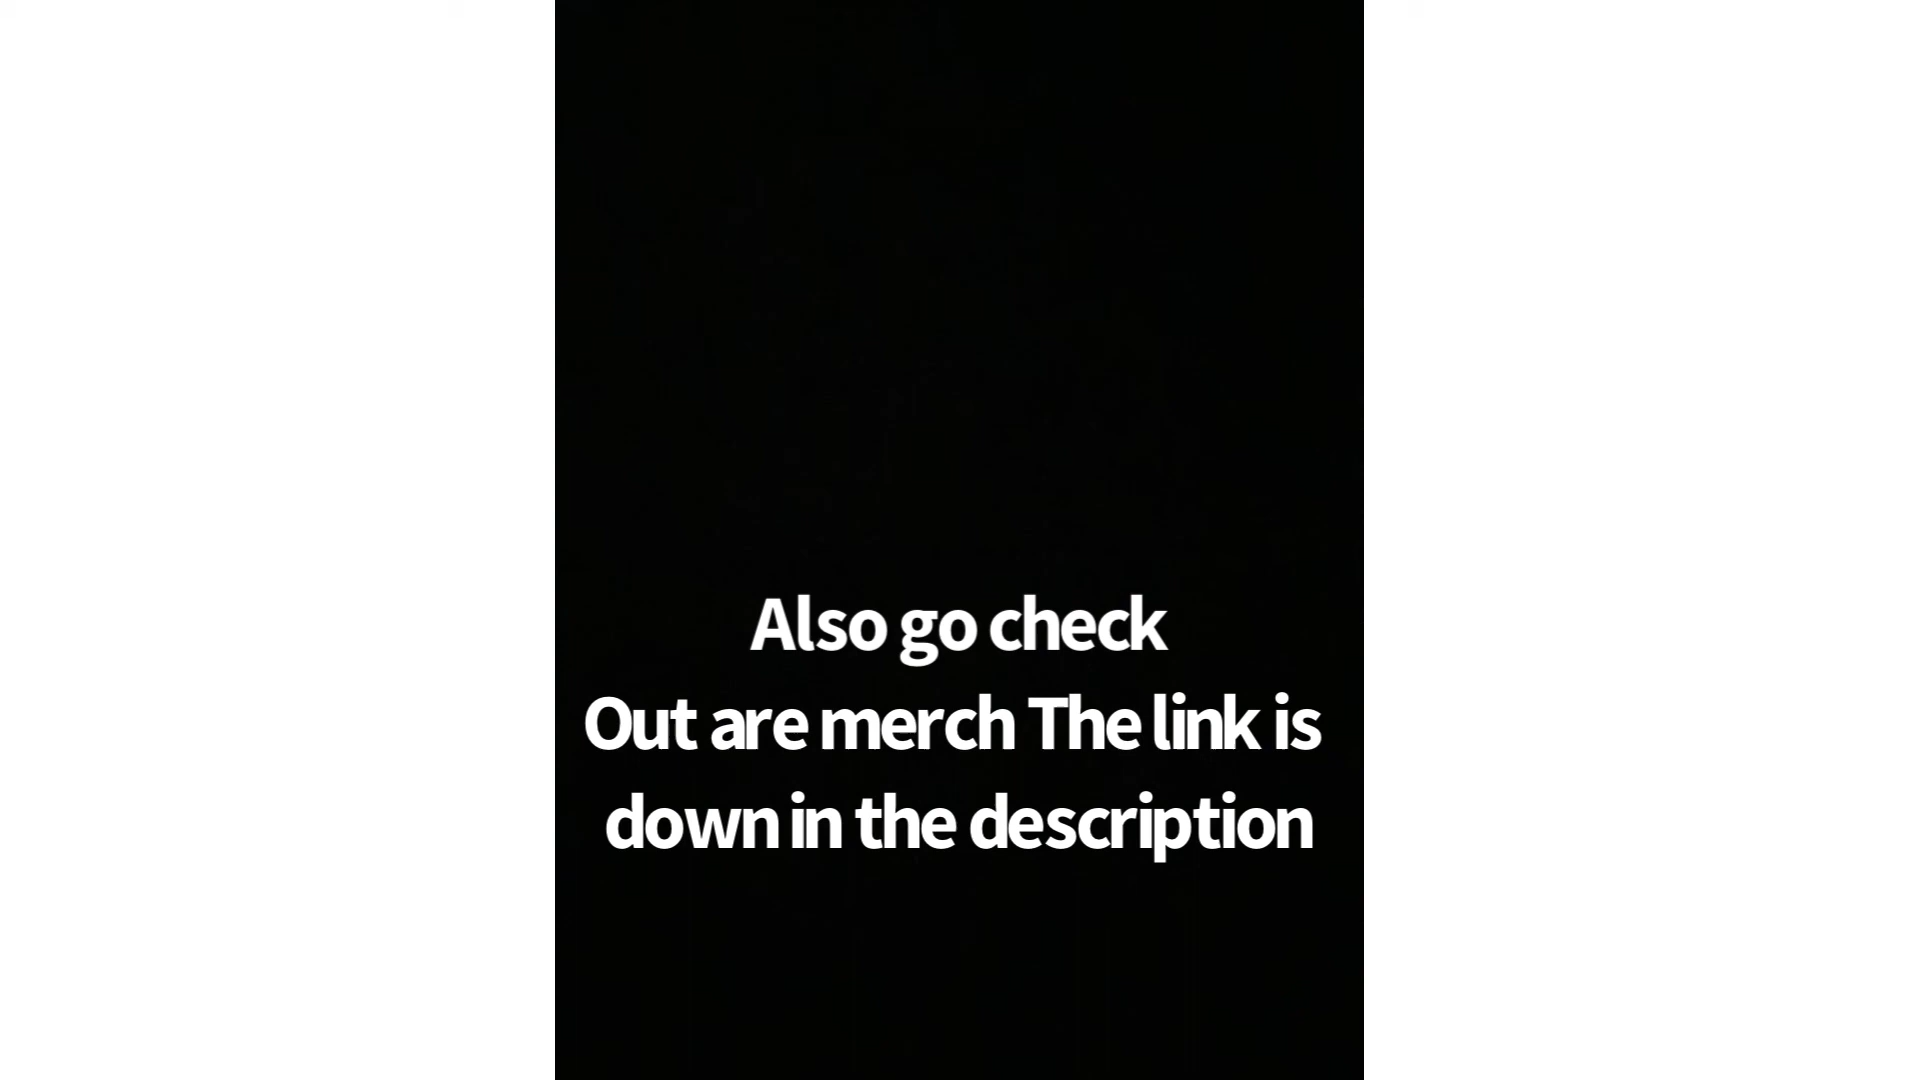 Also go check
Out are merch The link is
down in the description